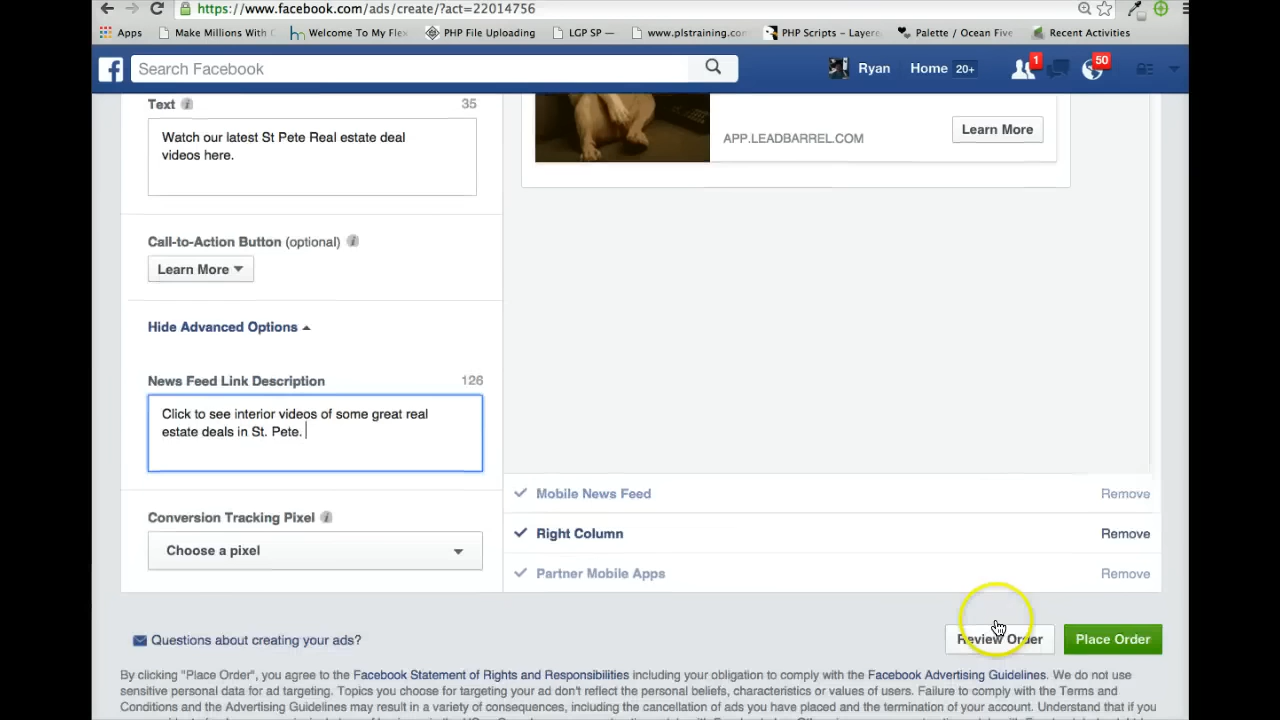 https://www.facebook.com/ads/create/?act=22014756
Apps
Make Millions With C
Welcome To My Flex
PHP File Uploading
LGP SP —
www.plstraining.com
PHP Scripts – Layere
Palette / Ocean Five
Recent Activities
Search Facebook
Ryan
Home 20+
1
50
Text
35
Watch our latest St Pete Real estate deal
videos here.
APP.LEADBARREL.COM
Learn More
Call-to-Action Button (optional)
Learn More
Hide Advanced Options
News Feed Link Description
126
Click to see interior videos of some great real
estate deals in St. Pete.
Mobile News Feed
Remove
Conversion Tracking Pixel
Right Column
Remove
Choose a pixel
Partner Mobile Apps
Remove
Questions about creating your ads?
Review Order
Place Order
By clicking "Place Order", you agree to the Facebook Statement of Rights and Responsibilities including your obligation to comply with the Facebook Advertising Guidelines. We do not use
sensitive personal data for ad targeting. Topics you choose for targeting your ad don't reflect the personal beliefs, characteristics or values of users. Failure to comply with the Terms and
Conditions and the Advertising Guidelines may result in a variety of consequences, including the cancellation of ads you have placed and the termination of your account. Understand that if you